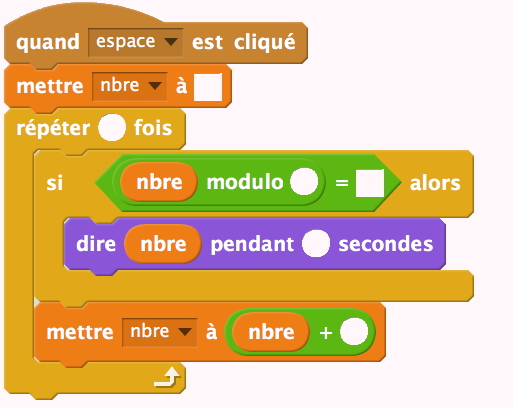 quand espace est cliqué
mettre nbre à
répéter fois
si nbre modulo = alors
dire nbre pendant secondes
mettre nbre à nbre +